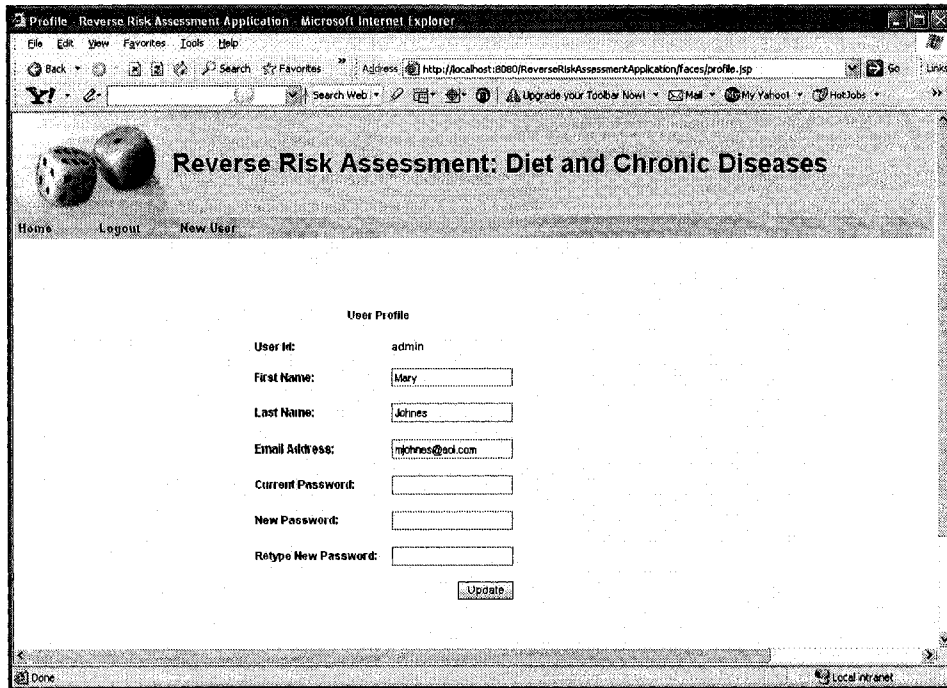 Profile - Reverse Risk Assessment Application - Microsoft Internet Explorer
File Edit View Favorites Tools Help
Back Search Favorites » Address http://localhost:8080/ReverseRiskAssessmentApplication/faces/profile.jsp Go Links
Y! Search Web Upgrade your Toolbar Now! Mail My Yahoo! HotJobs »
Reverse Risk Assessment: Diet and Chronic Diseases
Home Logout New User
User Profile
User Id: admin
First Name: Mary
Last Name: Johnes
Email Address: mjohnes@aol.com
Current Password:
New Password:
Retype New Password:
Update
Done Local intranet